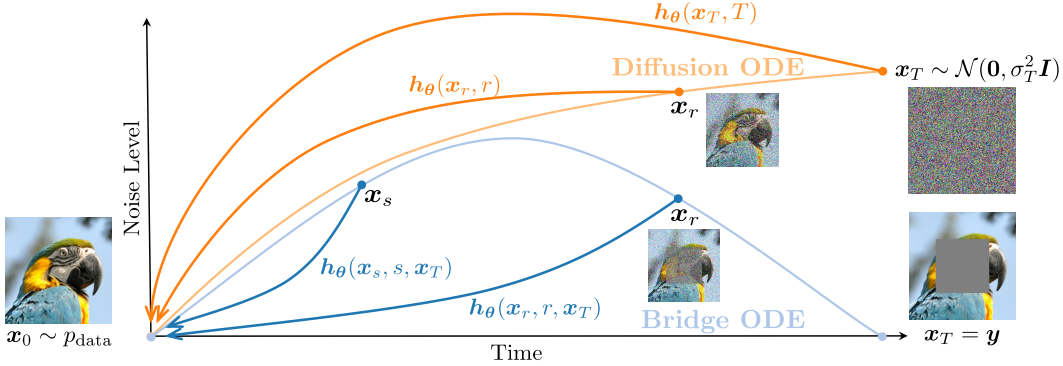 h_θ(x_T, T)
Diffusion ODE
x_T ∼ N(0, σ_T^2 I)
h_θ(x_r, r)
x_r
Noise Level
x_s
x_r
h_θ(x_s, s, x_T)
h_θ(x_r, r, x_T)
Bridge ODE
x_0 ∼ p_data
x_T = y
Time